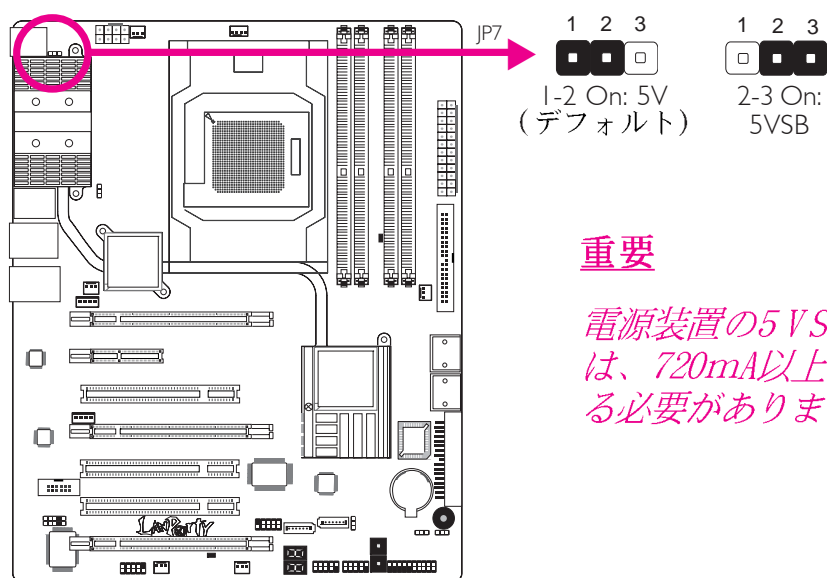 JP7
1 2 3
1-2 On: 5V
(デフォルト)
1 2 3
2-3 On:
5VSB
重要
電源装置の5VS
は、720mA以上
る必要がありま
LanParty